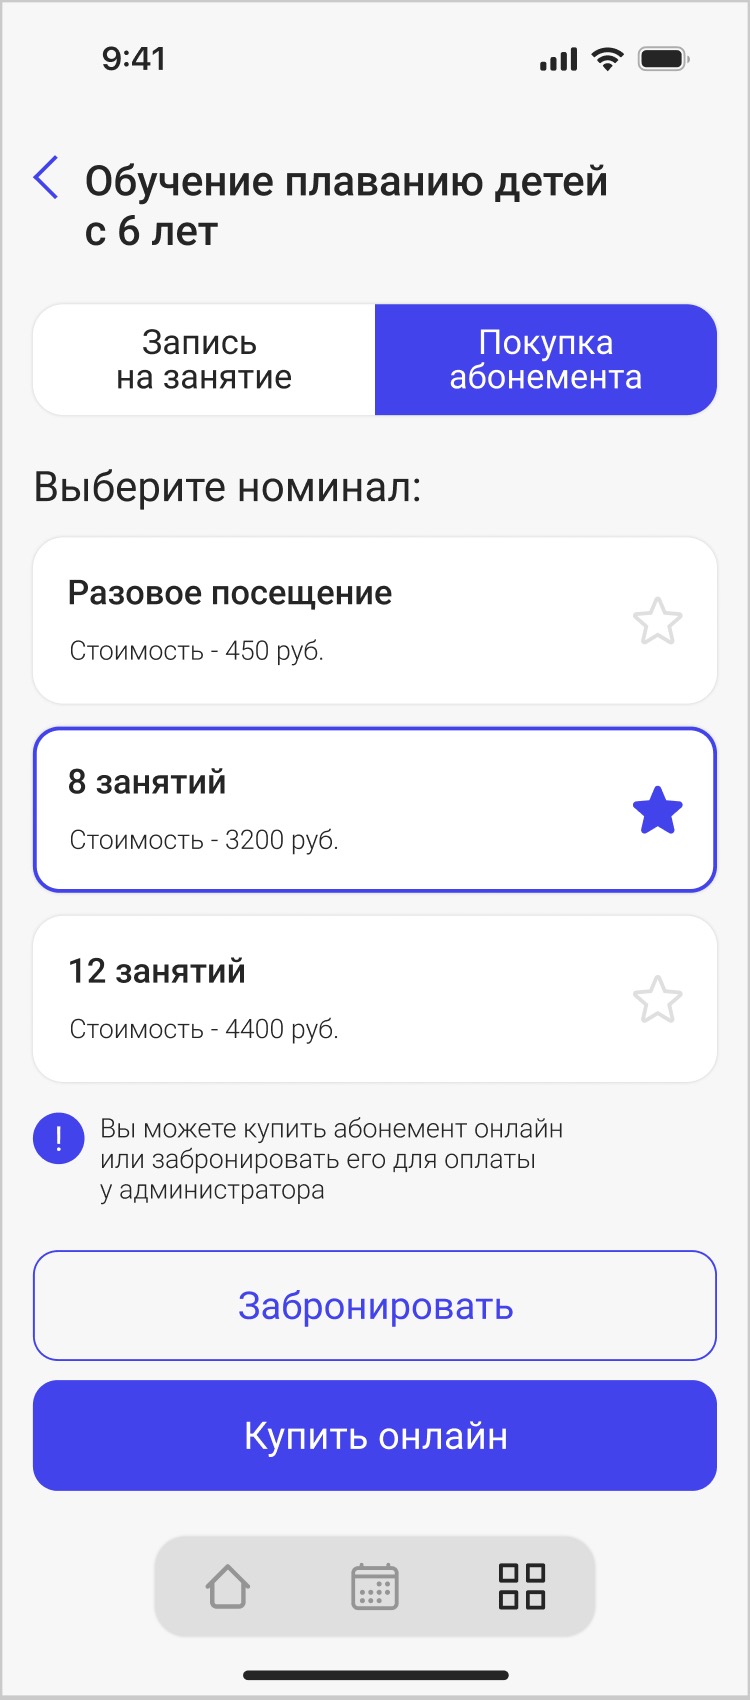 9:41
Обучение плаванию детей
с 6 лет
Запись
на занятие
Покупка
абонемента
Выберите номинал:
Разовое посещение
Стоимость - 450 руб.
8 занятий
Стоимость - 3200 руб.
12 занятий
Стоимость - 4400 руб.
!
Вы можете купить абонемент онлайн
или забронировать его для оплаты
у администратора
Забронировать
Купить онлайн